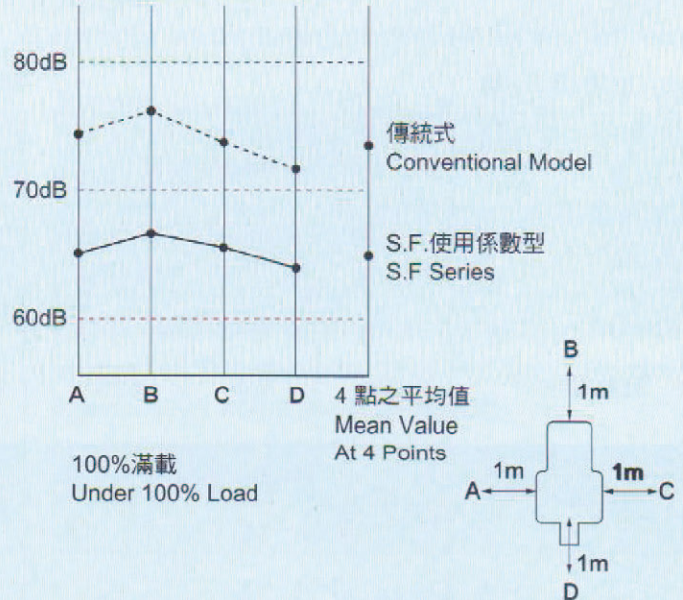 80dB
70dB
60dB
傳統式
Conventional Model
S.F.使用係數型
S.F Series
A B C D 4 點之平均值
Mean Value
At 4 Points
100%滿載
Under 100% Load
B
1m
A 1m 1m C
1m
D